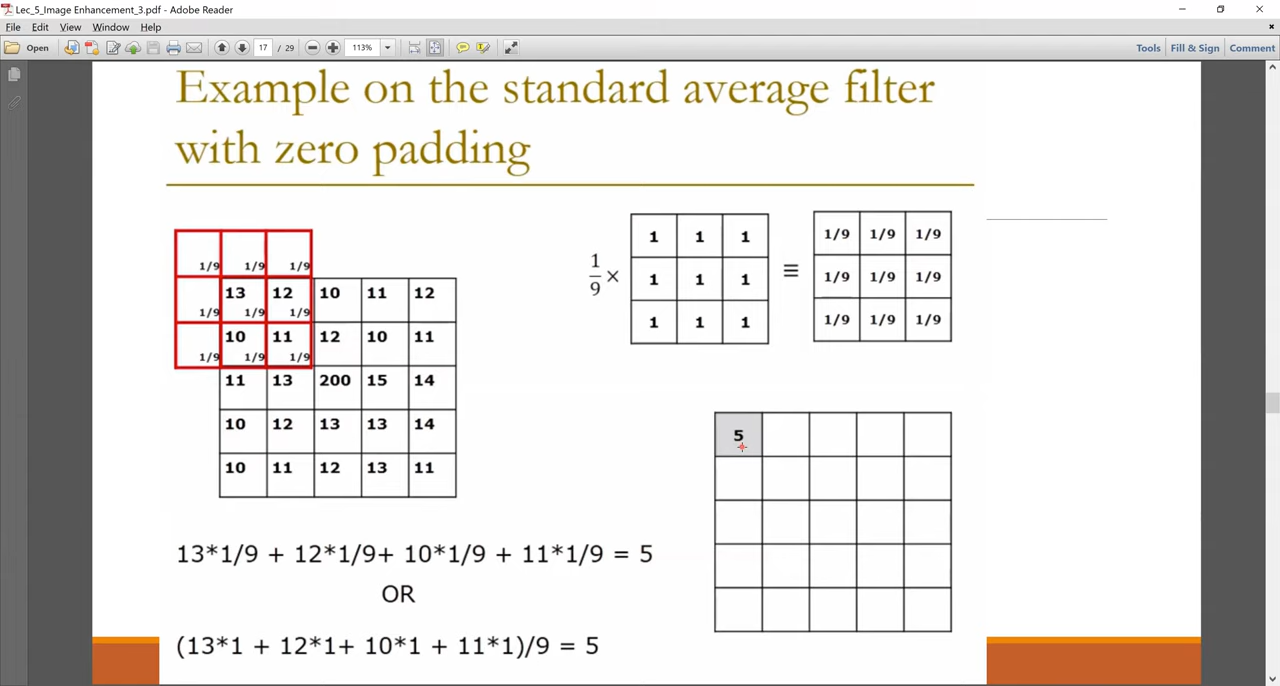 Lec_5_Image Enhancement_3.pdf - Adobe Reader
File Edit View Window Help
Open 17 / 29 113% Tools Fill & Sign Comment
Example on the standard average filter
with zero padding
1/9 1/9 1/9
13 12 10 11 12
1/9 1/9 1/9
10 11 12 10 11
1/9 1/9 1/9
11 13 200 15 14
10 12 13 13 14
10 11 12 13 11
1/9 ×
1 1 1
1 1 1
1 1 1
≡
1/9 1/9 1/9
1/9 1/9 1/9
1/9 1/9 1/9
5
13*1/9 + 12*1/9+ 10*1/9 + 11*1/9 = 5
OR
(13*1 + 12*1+ 10*1 + 11*1)/9 = 5